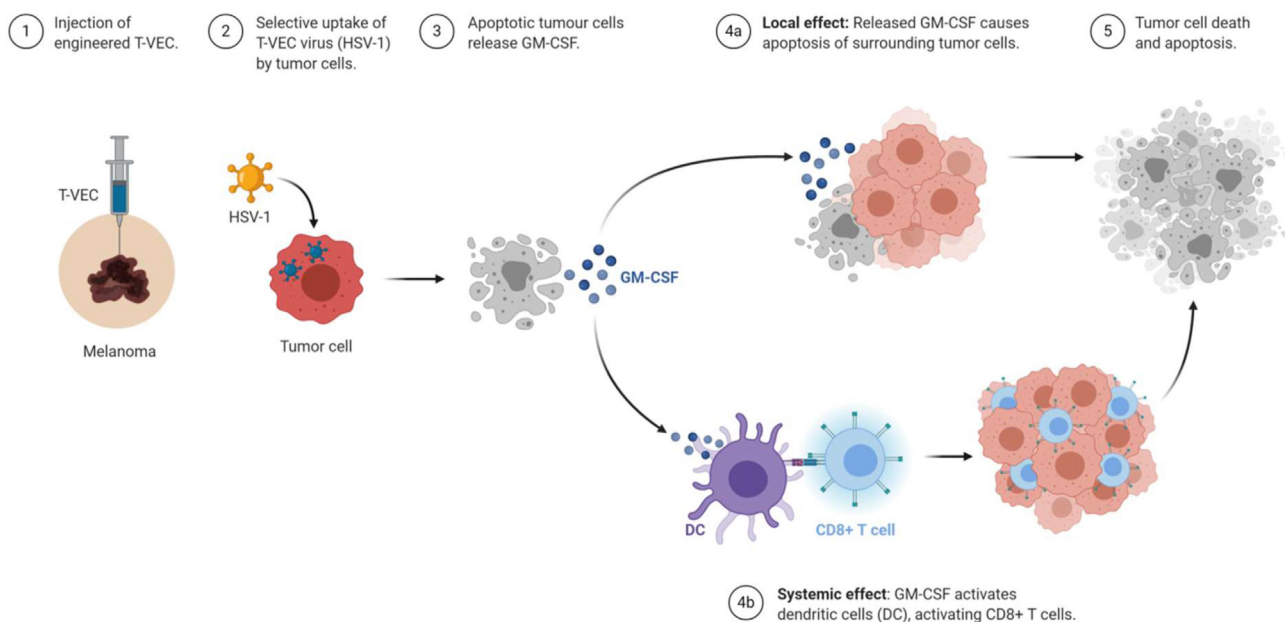 1 Injection of
engineered T-VEC.
2 Selective uptake of
T-VEC virus (HSV-1)
by tumor cells.
3 Apoptotic tumour cells
release GM-CSF.
4a Local effect: Released GM-CSF causes
apoptosis of surrounding tumor cells.
5 Tumor cell death
and apoptosis.
T-VEC
HSV-1
GM-CSF
Melanoma
Tumor cell
DC
CD8+ T cell
4b Systemic effect: GM-CSF activates
dendritic cells (DC), activating CD8+ T cells.